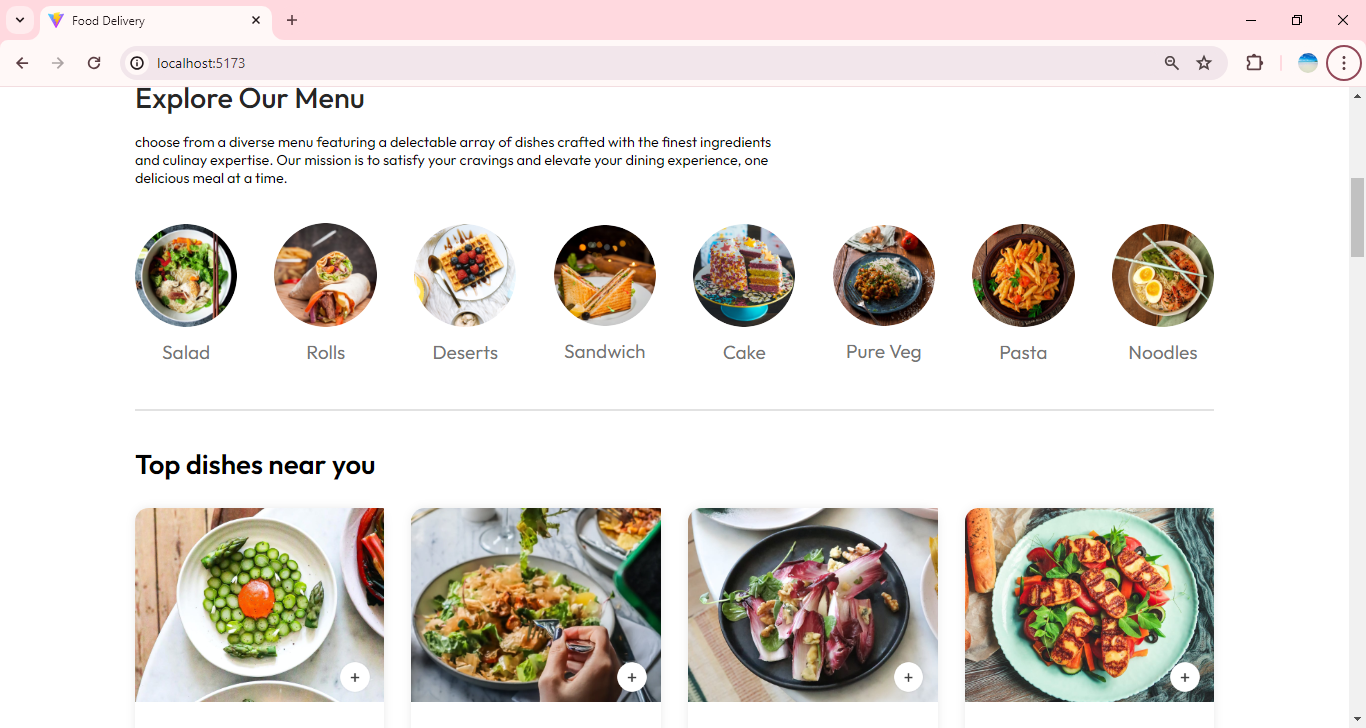 Food Delivery
localhost:5173
Explore Our Menu
choose from a diverse menu featuring a delectable array of dishes crafted with the finest ingredients
and culinay expertise. Our mission is to satisfy your cravings and elevate your dining experience, one
delicious meal at a time.
Salad Rolls Deserts Sandwich Cake Pure Veg Pasta Noodles
Top dishes near you
+ + + +